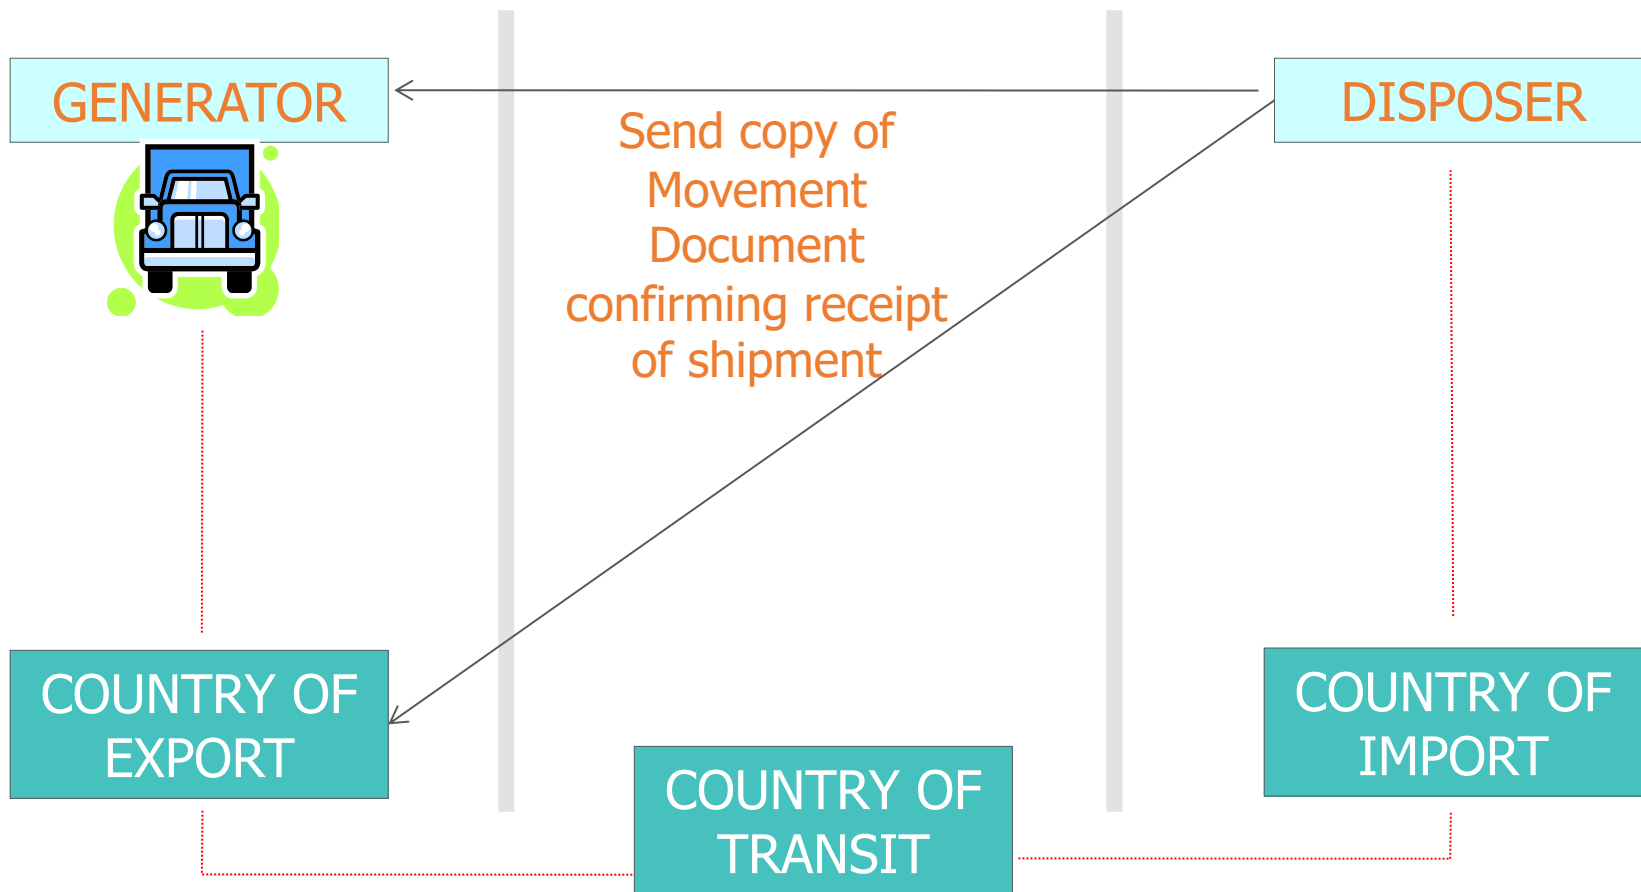 GENERATOR
DISPOSER
Send copy of
Movement
Document
confirming receipt
of shipment
COUNTRY OF
EXPORT
COUNTRY OF
TRANSIT
COUNTRY OF
IMPORT